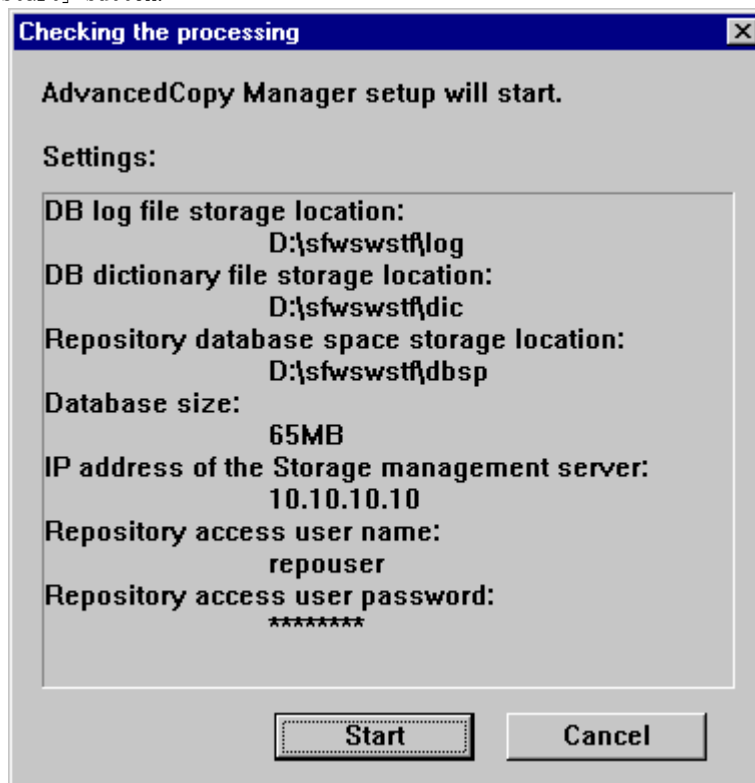 Checking the processing
AdvancedCopy Manager setup will start.
Settings:
DB log file storage location:
D:\sfwswstf\log
DB dictionary file storage location:
D:\sfwswstf\dic
Repository database space storage location:
D:\sfwswstf\dbsp
Database size:
65MB
IP address of the Storage management server:
10.10.10.10
Repository access user name:
repouser
Repository access user password:
********
Start Cancel